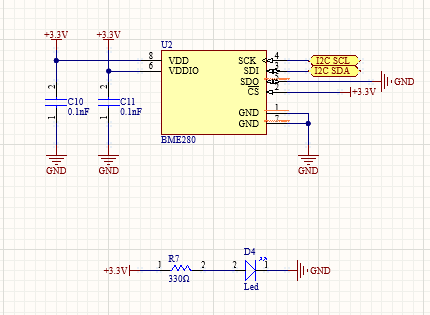 +3.3V +3.3V
U2
8 VDD SCK 4 I2C SCL
6 VDDIO SDI 3 I2C SDA
SDO 5 GND
CS 2 +3.3V
2 2
C10 C11
0.1nF 0.1nF
GND 1
1 1 GND 7
BME280
GND GND GND
D4
R7
+3.3V 1 2 2 1 GND
330Ω Led